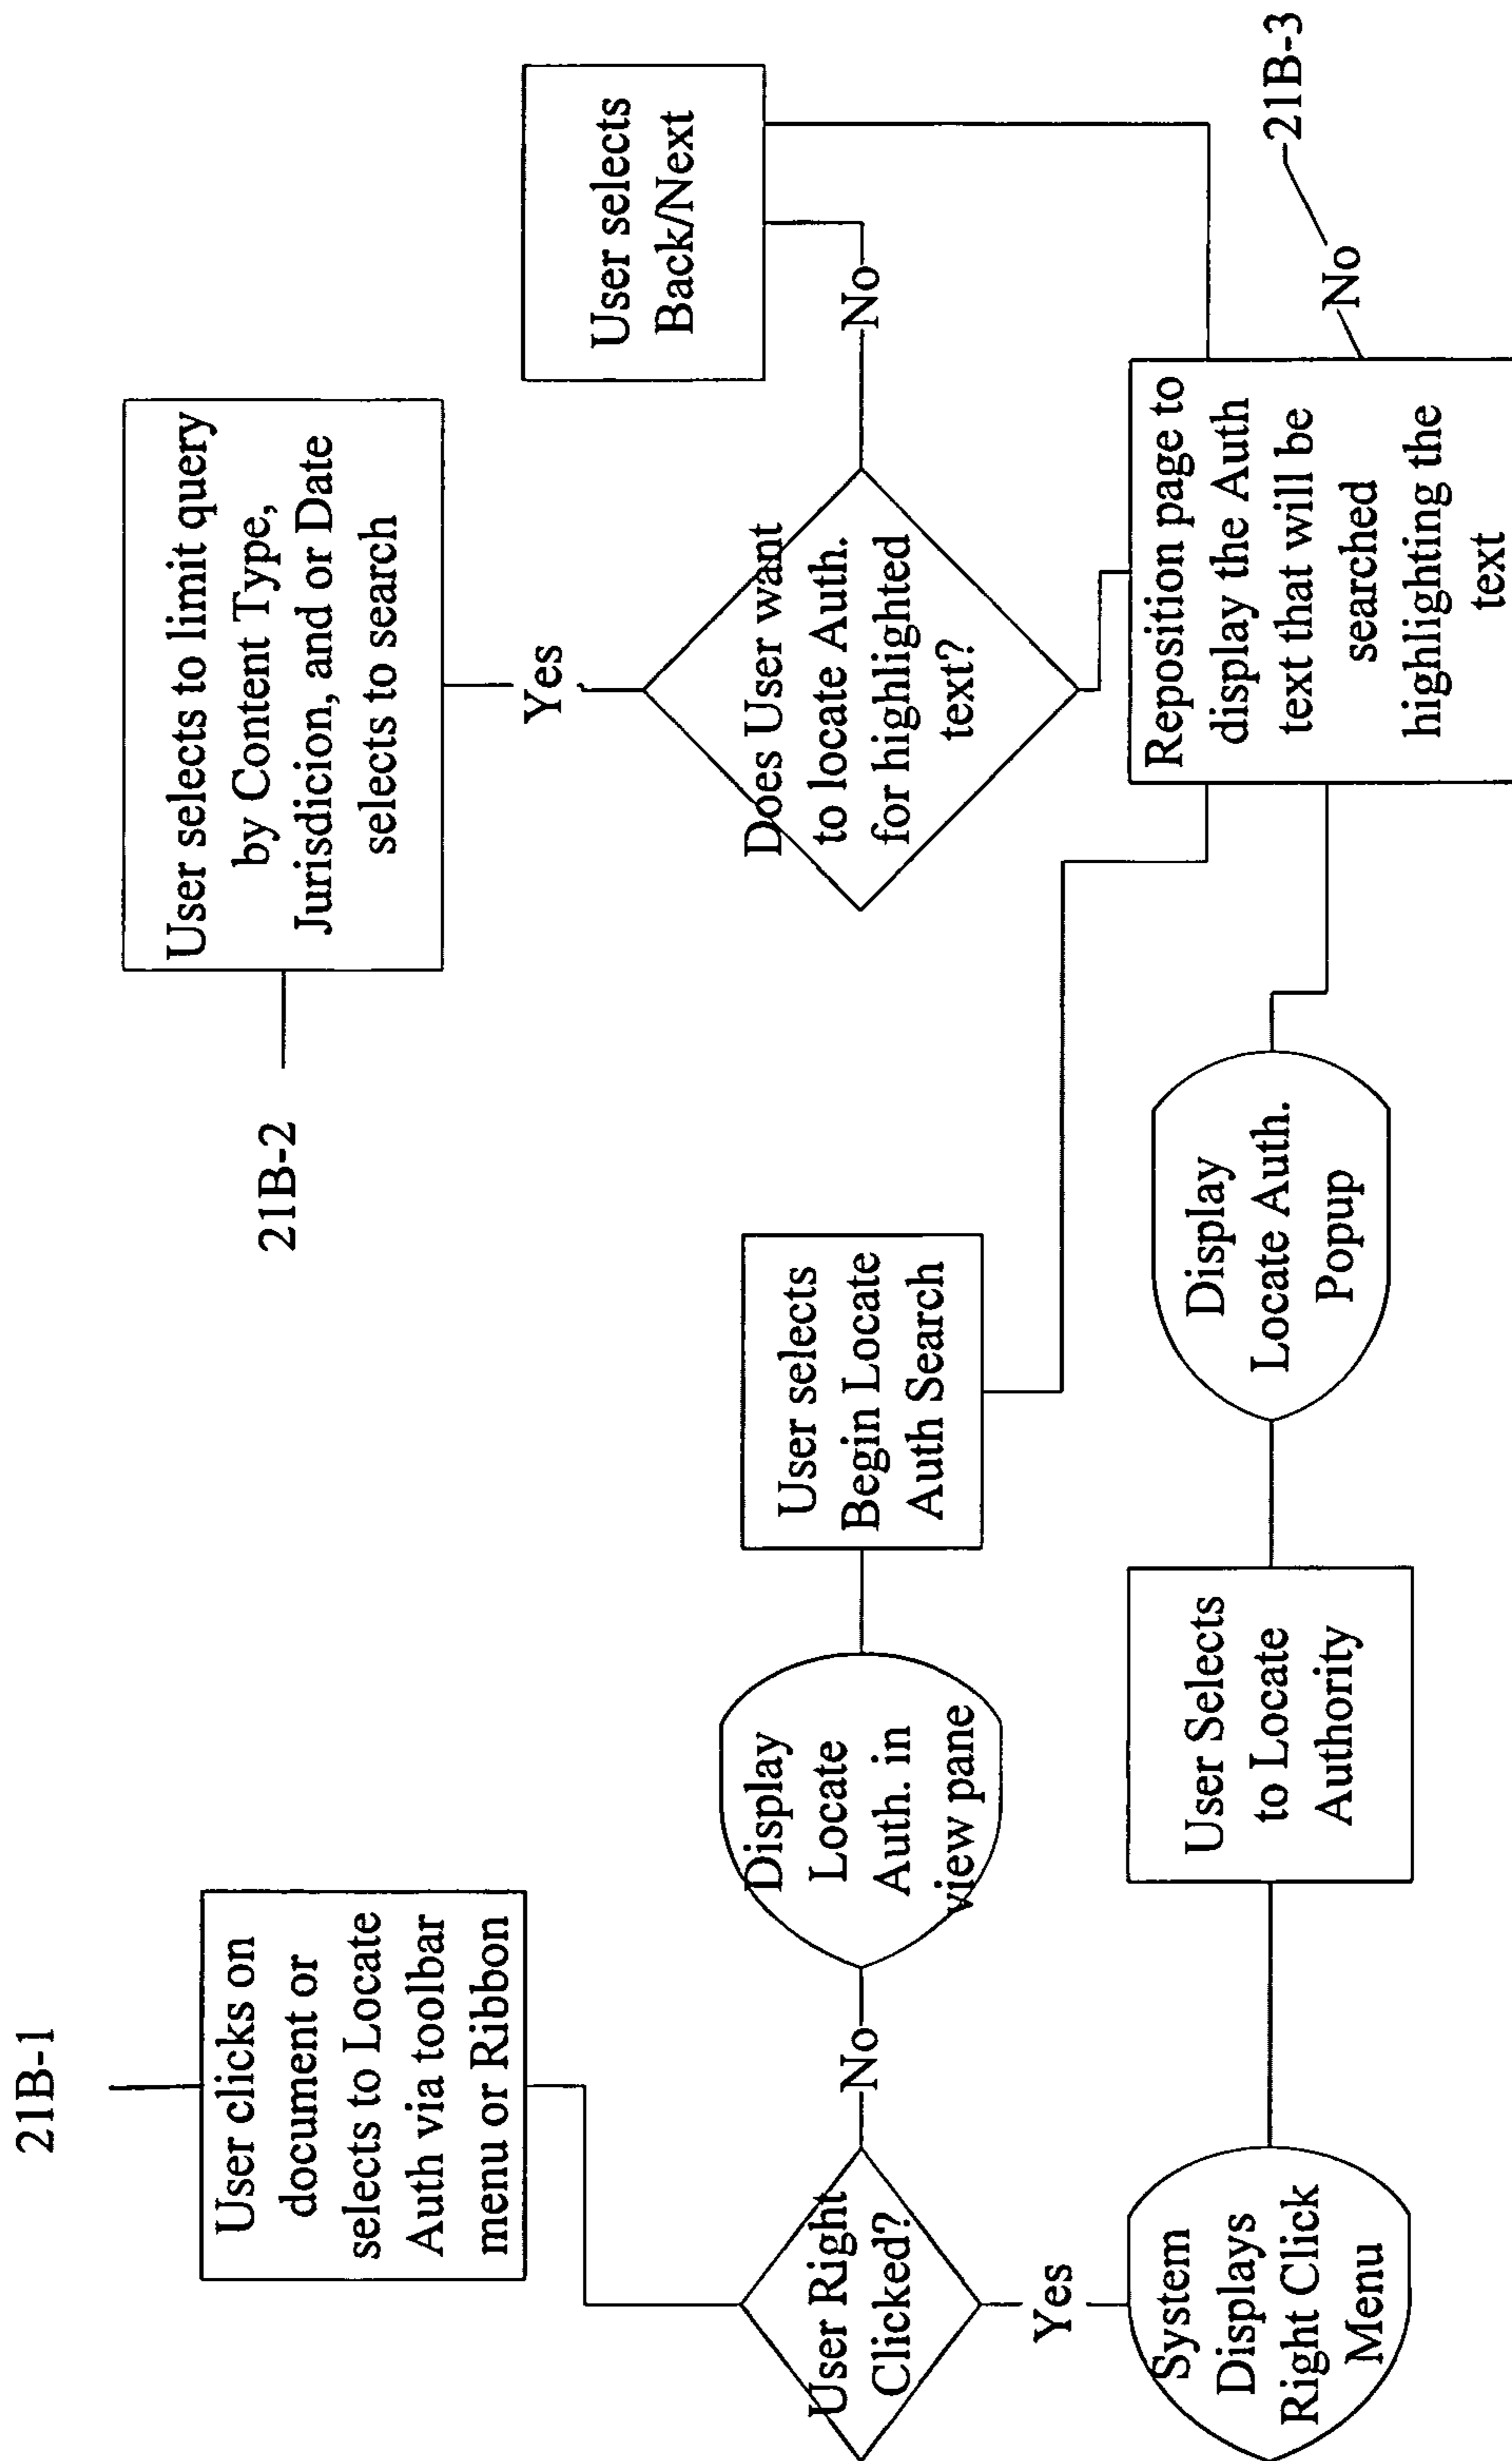 21B-1
User clicks on
document or
selects to Locate
Auth via toolbar
menu or Ribbon
User Right
Clicked?
Yes
System
Displays
Right Click
Menu
No
Display
Locate
Auth. in
view pane
User selects
Begin Locate
Auth Search
User Selects
to Locate
Authority
Display
Locate Auth.
Popup
21B-2
User selects to limit query
by Content Type,
Jurisdicion, and or Date
selects to search
Yes
Does User want
to locate Auth.
for highlighted
text?
No
User selects
Back/Next
Reposition page to
display the Auth
text that will be
searched
highlighting the
text
No
21B-3